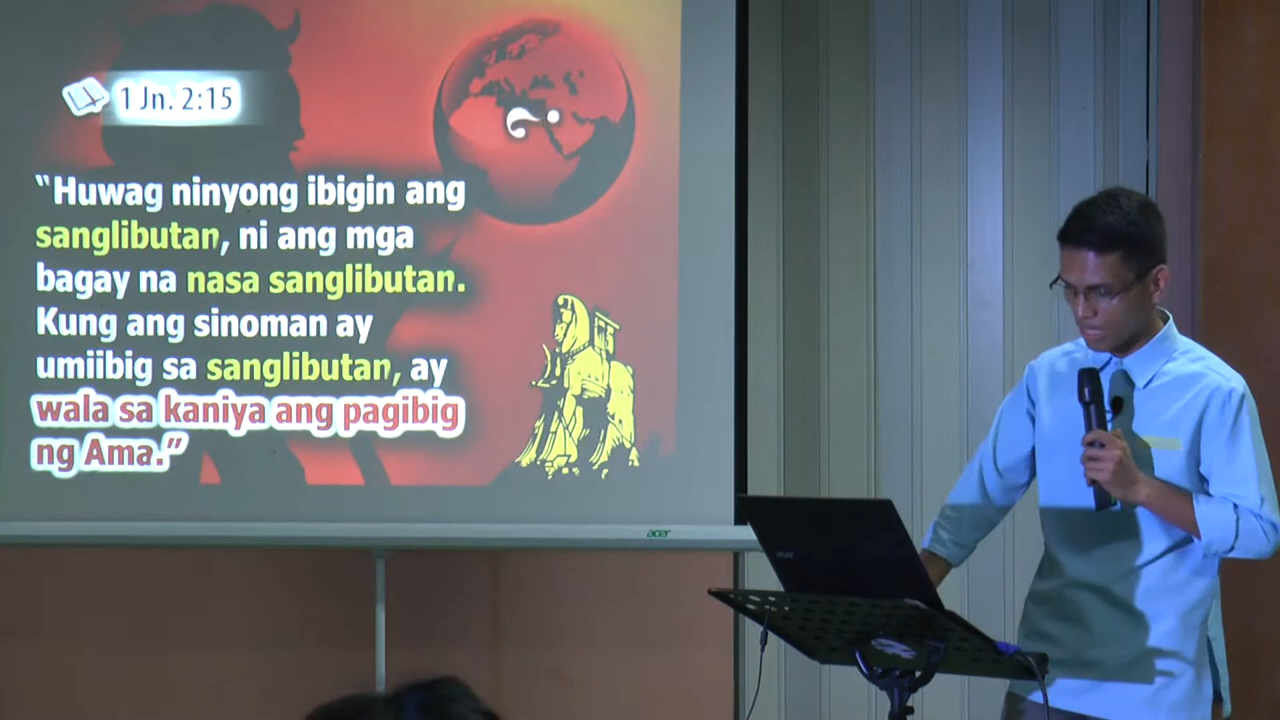 1 Jn. 2:15
?
“Huwag ninyong ibigin ang
sanglibutan, ni ang mga
bagay na nasa sanglibutan.
Kung ang sinoman ay
umiibig sa sanglibutan, ay
wala sa kaniya ang pagibig
ng Ama.”
acer
acer